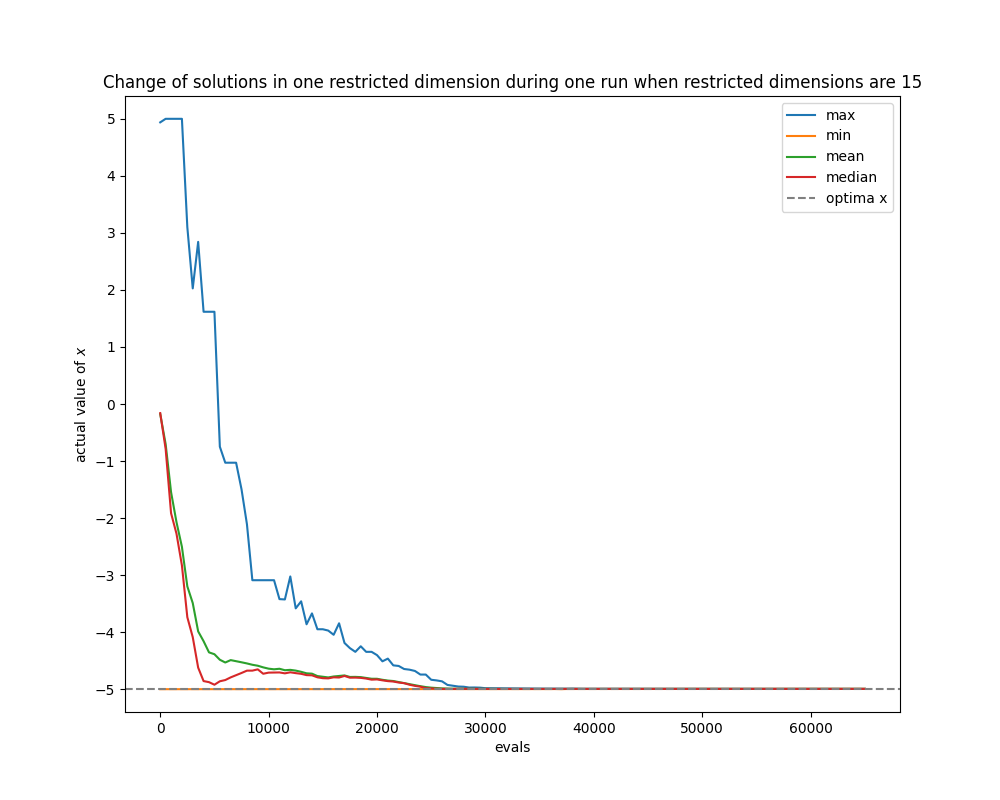 Change of solutions in one restricted dimension during one run when restricted dimensions are 15
max
min
mean
median
optima x
5
4
3
2
1
0
−1
−2
−3
−4
−5
actual value of x
0 10000 20000 30000 40000 50000 60000
evals